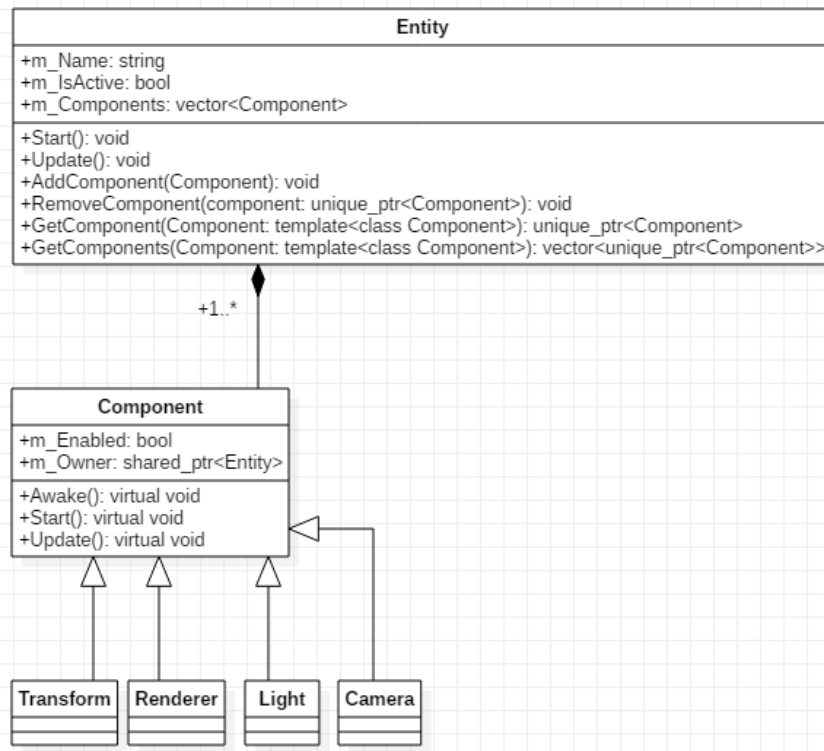 Entity
+m_Name: string
+m_IsActive: bool
+m_Components: vector<Component>
+Start(): void
+Update(): void
+AddComponent(Component): void
+RemoveComponent(component: unique_ptr<Component>): void
+GetComponent(Component: template<class Component>): unique_ptr<Component>
+GetComponents(Component: template<class Component>): vector<unique_ptr<Component>>
+1..*
Component
+m_Enabled: bool
+m_Owner: shared_ptr<Entity>
+Awake(): virtual void
+Start(): virtual void
+Update(): virtual void
Transform
Renderer
Light
Camera